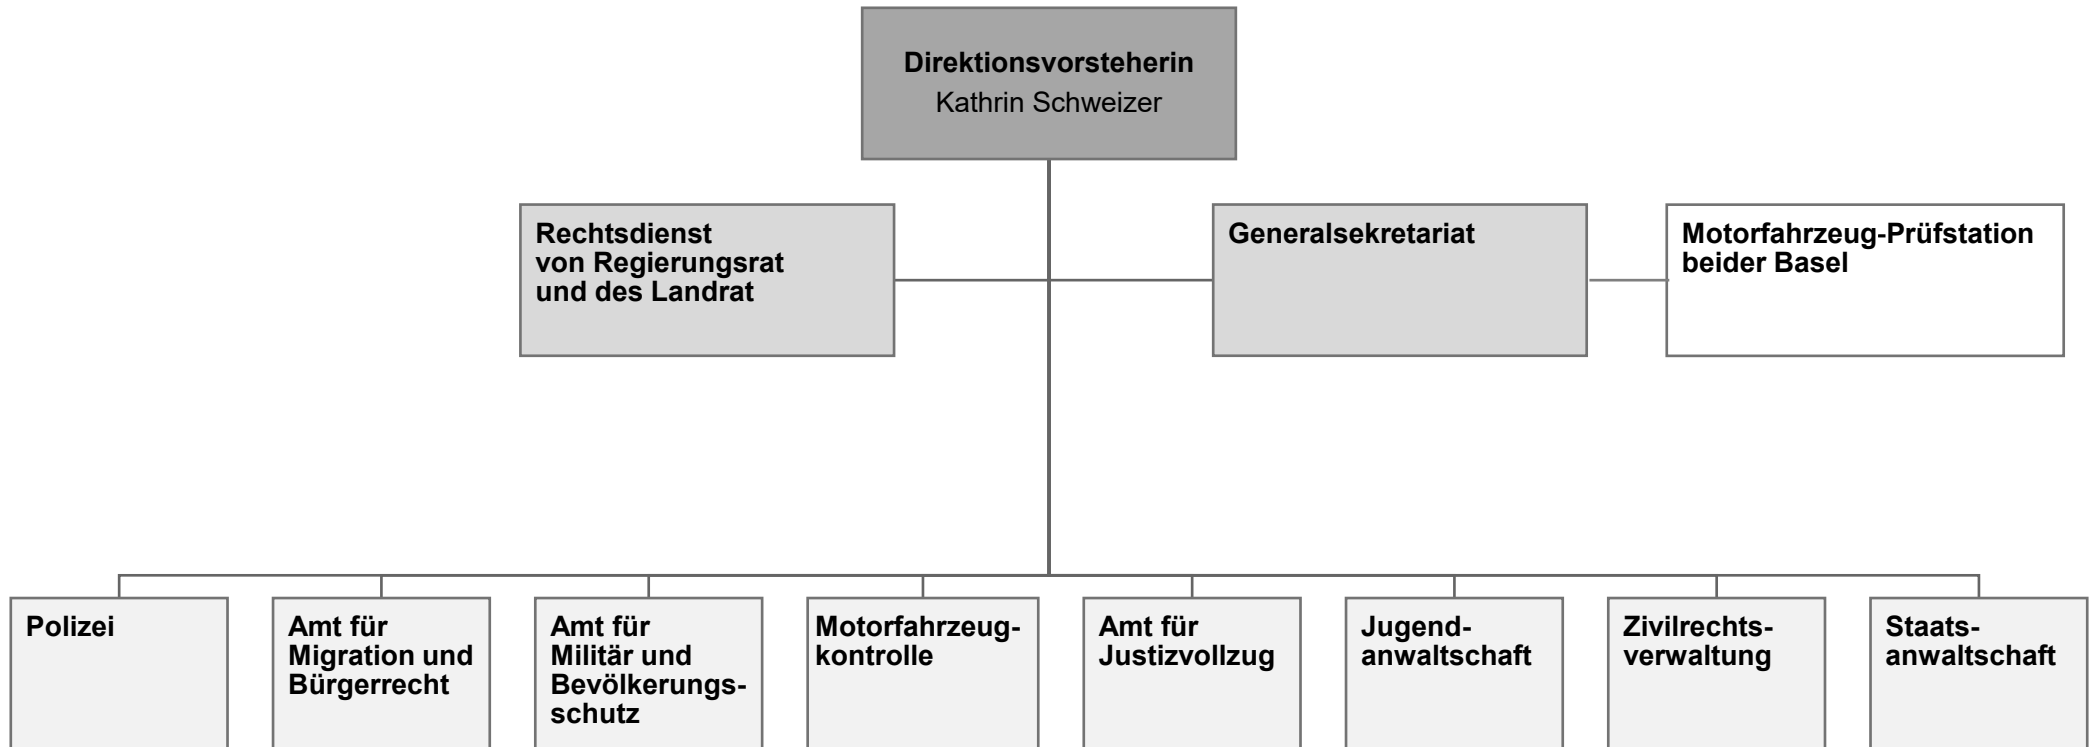 Direktionsvorsteherin
Kathrin Schweizer
Rechtsdienst
von Regierungsrat
und des Landrat
Generalsekretariat
Motorfahrzeug-Prüfstation
beider Basel
Polizei
Amt für
Migration und
Bürgerrecht
Amt für
Militär und
Bevölkerungs-
schutz
Motorfahrzeug-
kontrolle
Amt für
Justizvollzug
Jugend-
anwaltschaft
Zivilrechts-
verwaltung
Staats-
anwaltschaft